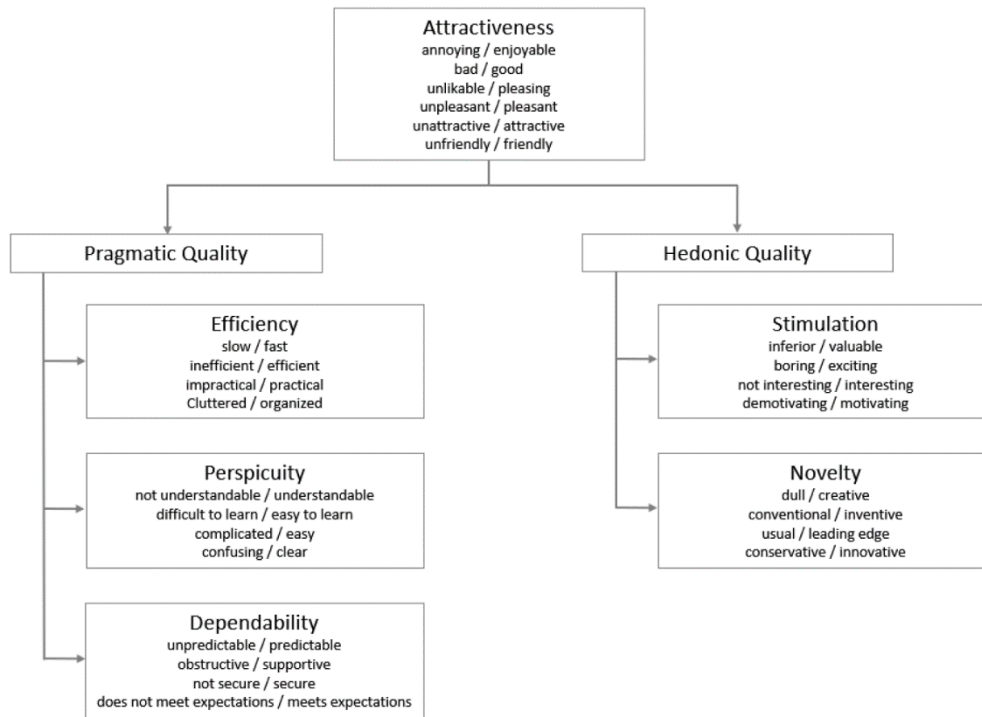 Attractiveness
annoying / enjoyable
bad / good
unlikable / pleasing
unpleasant / pleasant
unattractive / attractive
unfriendly / friendly
Pragmatic Quality
Efficiency
slow / fast
inefficient / efficient
impractical / practical
Cluttered / organized
Perspicuity
not understandable / understandable
difficult to learn / easy to learn
complicated / easy
confusing / clear
Dependability
unpredictable / predictable
obstructive / supportive
not secure / secure
does not meet expectations / meets expectations
Hedonic Quality
Stimulation
inferior / valuable
boring / exciting
not interesting / interesting
demotivating / motivating
Novelty
dull / creative
conventional / inventive
usual / leading edge
conservative / innovative